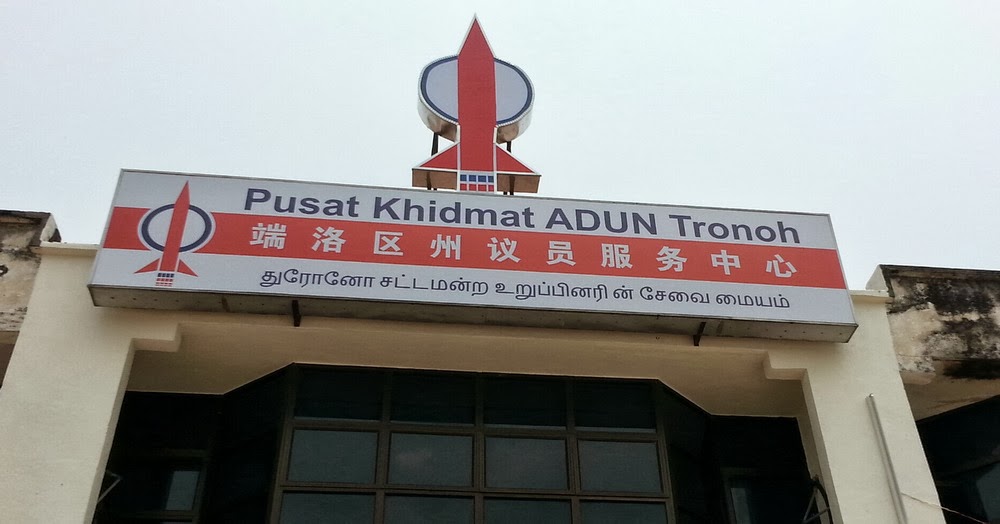 Pusat Khidmat ADUN Tronoh
端洛区州议员服务中心
துரோனோ சட்டமன்ற உறுப்பினரின் சேவை மையம்